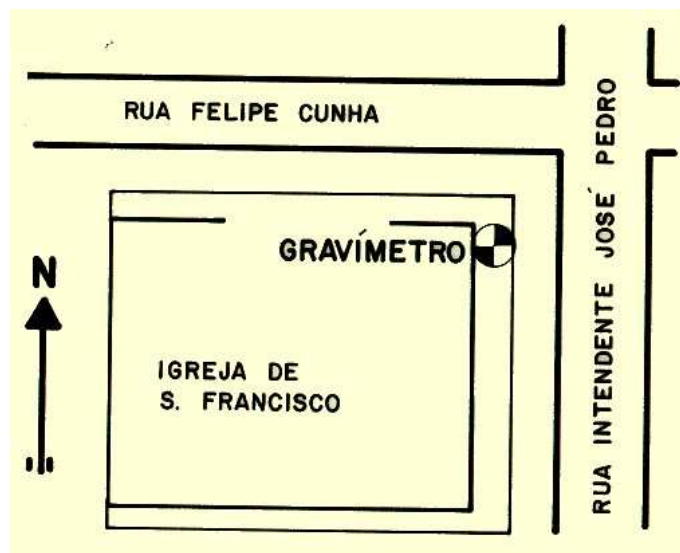 RUA FELIPE CUNHA
RUA INTENDENTE JOSÉ PEDRO
GRAVÍMETRO
N
IGREJA DE
S. FRANCISCO